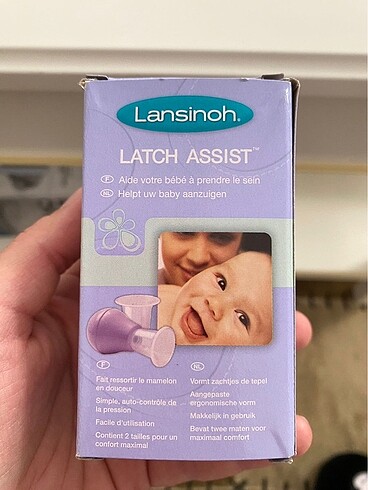 Lansinoh®
LATCH ASSIST™
F Aide votre bébé à prendre le sein
NL Helpt uw baby aanzuigen
F
Fait ressortir le mamelon
en douceur
Simple, auto-contrôle de
la pression
Facile d'utilisation
Contient 2 tailles pour un
confort maximal
NL
Vormt zachtjes de tepel
Aangepaste
ergonomische vorm
Makkelijk in gebruik
Bevat twee maten voor
maximaal comfort